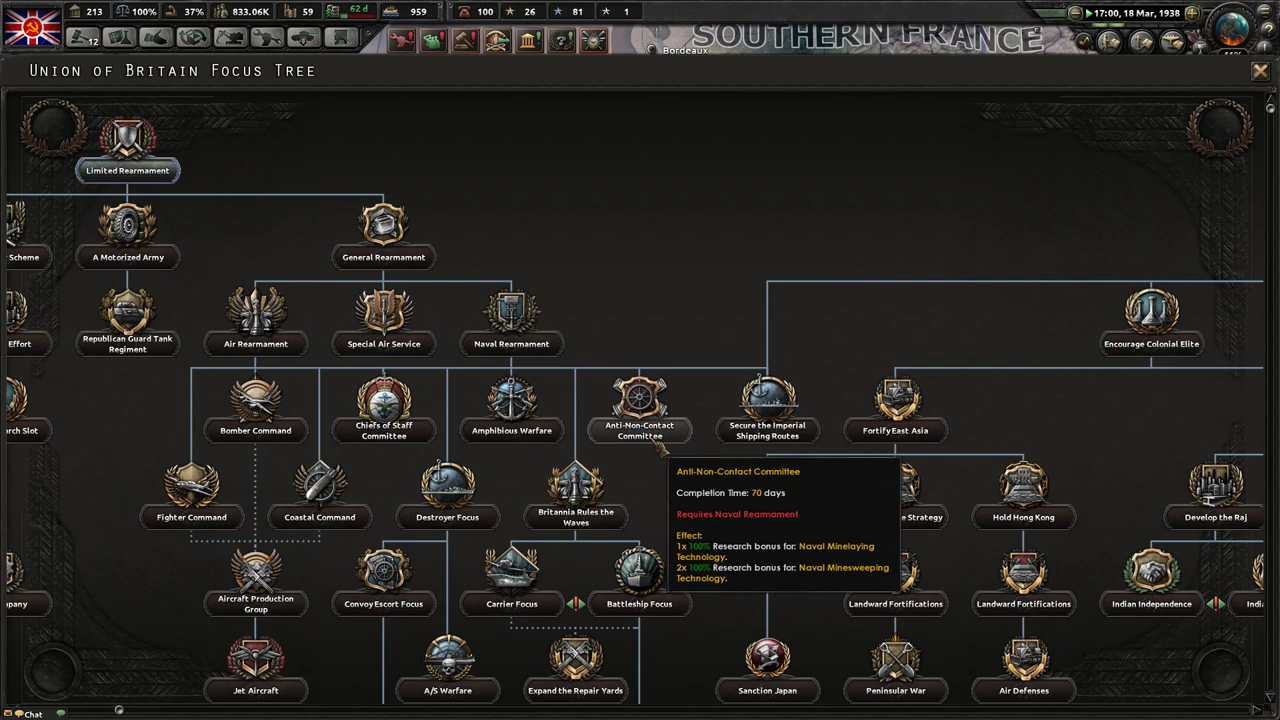 213 100% 37% 833.06K 59 62 d 959 100 26 81 1 17:00, 18 Mar, 1938
12
SOUTHERN FRANCE
Bordeaux
Union of Britain Focus Tree
Limited Rearmament
Scheme
A Motorized Army
General Rearmament
Effort
Republican Guard Tank
Regiment
Air Rearmament
Special Air Service
Naval Rearmament
Encourage Colonial Elite
Slot
Bomber Command
Chiefs of Staff
Committee
Amphibious Warfare
Anti-Non-Contact
Committee
Secure the Imperial
Shipping Routes
Fortify East Asia
Anti-Non-Contact Committee
Completion Time: 70 days
Requires Naval Rearmament
Effect:
1x 100% Research bonus for: Naval Minelaying
Technology.
2x 100% Research bonus for: Naval Minesweeping
Technology.
Fighter Command
Coastal Command
Destroyer Focus
Britannia Rules the
Waves
Strategy
Hold Hong Kong
Develop the Raj
Aircraft Production
Group
Convoy Escort Focus
Carrier Focus
Battleship Focus
Landward Fortifications
Landward Fortifications
Indian Independence
Jet Aircraft
A/S Warfare
Expand the Repair Yards
Sanction Japan
Peninsular War
Air Defenses
Chat